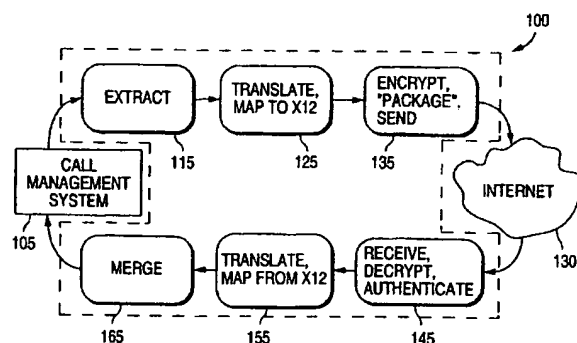 100
EXTRACT
TRANSLATE,
MAP TO X12
ENCRYPT,
"PACKAGE",
SEND
115
125
135
CALL
MANAGEMENT
SYSTEM
105
INTERNET
130
MERGE
TRANSLATE,
MAP FROM X12
RECEIVE,
DECRYPT,
AUTHENTICATE
165
155
145